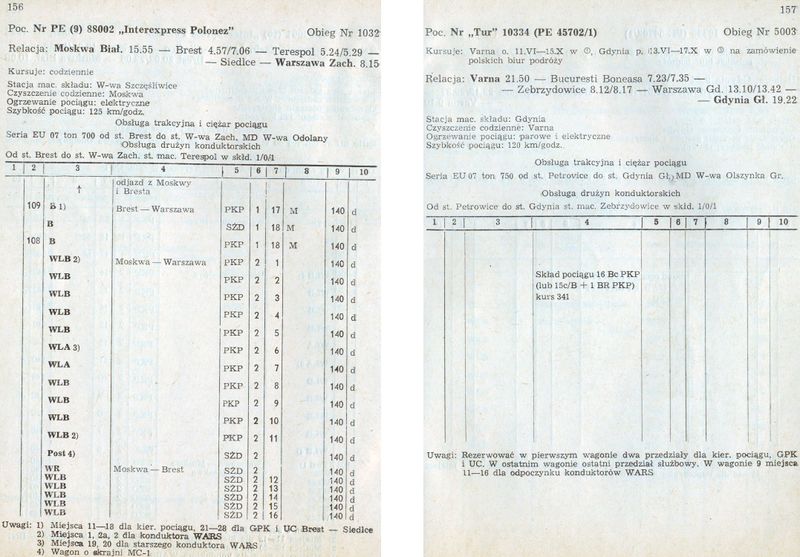 156
Poc. Nr PE (9) 88002 „Interexpress Polonez” Obieg Nr 1032
Relacja: Moskwa Biał. 15.55 — Brest 4.57/7.06 — Terespol 5.24/5.29 —
— Siedlce — Warszawa Zach. 8.15
Kursuje: codziennie
Stacja mac. składu: W-wa Szczęśliwice
Czyszczenie codzienne: Moskwa
Ogrzewanie pociągu: elektryczne
Szybkość pociągu: 125 km/godz.
Obsługa trakcyjna i ciężar pociągu
Seria EU 07 ton 700 od st. Brest do st. W-wa Zach. MD W-wa Odolany
Obsługa drużyn konduktorskich
Od st. Brest do st. W-wa Zach. st. mac. Terespol w skł. 1/0/1
1 2 3 4 5 6 7 8 9 10
↑ odjazd z Moskwy
i Bresta
109 B 1) Brest — Warszawa PKP 1 17 M 140 d
B SŻD 1 18 M 140 d
108 B PKP 1 18 M 140 d
WLB 2) Moskwa — Warszawa PKP 2 1 140 d
WLB PKP 2 2 140 d
WLB PKP 2 3 140 d
WLB PKP 2 4 140 d
WLB PKP 2 5 140 d
WLA 3) PKP 2 6 140 d
WLA PKP 2 7 140 d
WLB PKP 2 8 140 d
WLB PKP 2 9 140 d
WLB PKP 2 10 140 d
WLB 2) PKP 2 11 140 d
Post 4) SŻD 2 140 d
WR Moskwa — Brest SŻD 2 140 d
WLB SŻD 2 12 140 d
WLB SŻD 2 13 140 d
WLB SŻD 2 14 140 d
WLB SŻD 2 15 140 d
WLB SŻD 2 16 140 d
Uwagi: 1) Miejsca 11—18 dla kier. pociągu, 21—28 dla GPK i UC Brest — Siedlce
2) Miejsca 1, 2a, 2 dla konduktora WARS
3) Miejsca 19, 20 dla starszego konduktora WARS
4) Wagon o skrajni MC-1
157
Poc. Nr „Tur” 10334 (PE 45702/1) Obieg Nr 5003
Kursuje: Varna o. 11.VI—15.X w ①, Gdynia p. 13.VI—17.X w ③ na zamówienie
polskich biur podróży
Relacja: Varna 21.50 — Bucuresti Boneasa 7.23/7.35 —
— Zebrzydowice 8.12/8.17 — Warszawa Gd. 13.10/13.42 —
— Gdynia Gł. 19.22
Stacja mac. składu: Gdynia
Czyszczenie codzienne: Varna
Ogrzewanie pociągu: parowe i elektryczne
Szybkość pociągu: 120 km/godz.
Obsługa trakcyjna i ciężar pociągu
Seria EU 07 ton 750 od st. Petrovice do st. Gdynia Gł. MD W-wa Olszynka Gr.
Obsługa drużyn konduktorskich
Od st. Petrovice do st. Gdynia st. mac. Zebrzydowice w skł. 1/0/1
1 2 3 4 5 6 7 8 9 10
Skład pociągu 16 Bc PKP
(lub 15c/B + 1 BR PKP)
kurs 341
Uwagi: Rezerwować w pierwszym wagonie dwa przedziały dla kier. pociągu, GPK
i UC. W ostatnim wagonie ostatni przedział służbowy. W wagonie 9 miejsca
11—16 dla odpoczynku konduktorów WARS